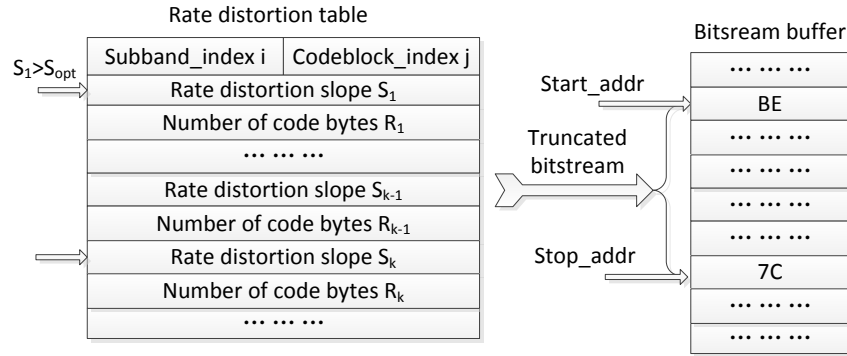 Rate distortion table
Subband_index i
Codeblock_index j
S1>Sopt
Rate distortion slope S1
Number of code bytes R1
... ... ...
Rate distortion slope Sk-1
Number of code bytes Rk-1
Rate distortion slope Sk
Number of code bytes Rk
... ... ...
Start_addr
Truncated
bitstream
Stop_addr
Bitsream buffer
... ... ...
BE
... ... ...
... ... ...
... ... ...
... ... ...
7C
... ... ...
... ... ...